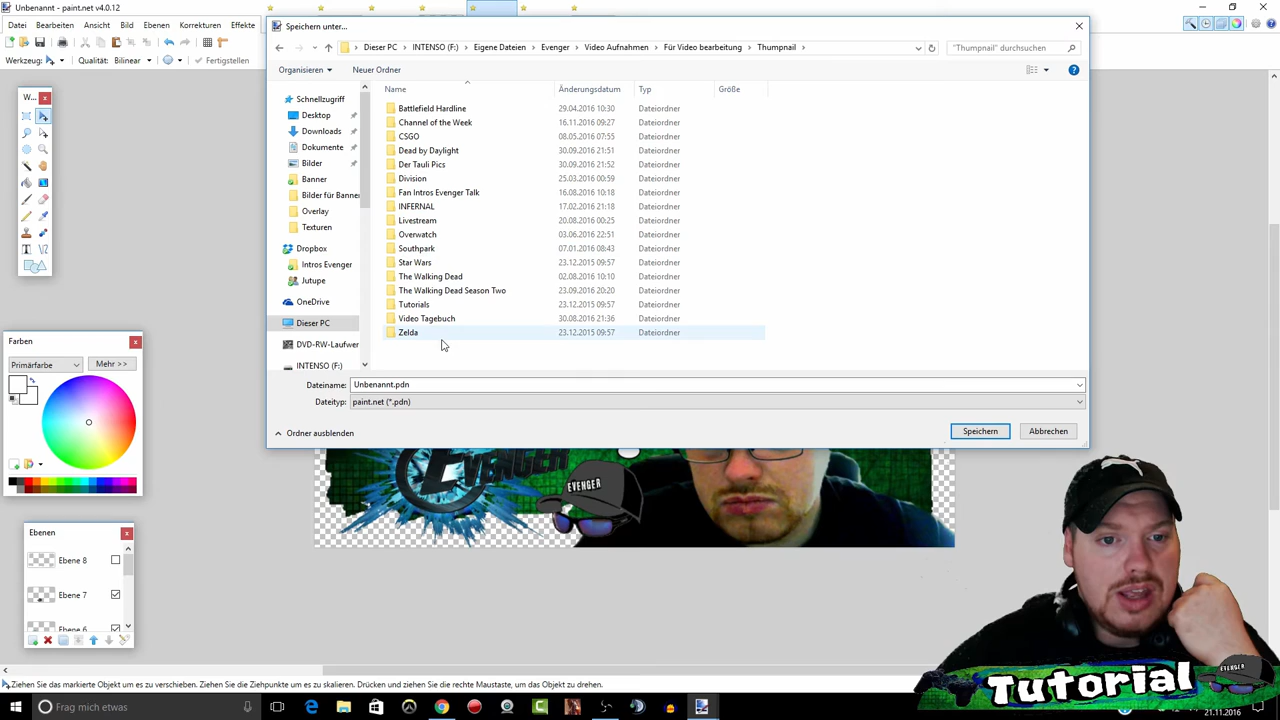 Unbenannt - paint.net v4.0.12
Datei Bearbeiten Ansicht Bild Ebenen Korrekturen Effekte
Werkzeug: Qualität: Bilinear Fertigstellen
Speichern unter...
Dieser PC > INTENSO (F:) > Eigene Dateien > Evenger > Video Aufnahmen > Für Video bearbeitung > Thumpnail >
"Thumpnail" durchsuchen
Organisieren Neuer Ordner
Name Änderungsdatum Typ Größe
Schnellzugriff
Desktop
Downloads
Dokumente
Bilder
Banner
Bilder für Banner
Overlay
Texturen
Dropbox
Intros Evenger
Jutupe
OneDrive
Dieser PC
DVD-RW-Laufwer
INTENSO (F:)
Battlefield Hardline 29.04.2016 10:30 Dateiordner
Channel of the Week 16.11.2016 09:27 Dateiordner
CSGO 08.05.2016 07:55 Dateiordner
Dead by Daylight 30.09.2016 21:51 Dateiordner
Der Tauli Pics 30.09.2016 21:52 Dateiordner
Division 25.03.2016 00:59 Dateiordner
Fan Intros Evenger Talk 16.08.2016 10:18 Dateiordner
INFERNAL 17.02.2016 21:18 Dateiordner
Livestream 20.08.2016 00:25 Dateiordner
Overwatch 03.06.2016 22:51 Dateiordner
Southpark 07.01.2016 08:43 Dateiordner
Star Wars 23.12.2015 09:57 Dateiordner
The Walking Dead 02.08.2016 10:10 Dateiordner
The Walking Dead Season Two 23.09.2016 20:20 Dateiordner
Tutorials 23.12.2015 09:57 Dateiordner
Video Tagebuch 30.08.2016 21:36 Dateiordner
Zelda 23.12.2015 09:57 Dateiordner
Dateiname: Unbenannt.pdn
Dateityp: paint.net (*.pdn)
Ordner ausblenden
Speichern Abbrechen
W...
Farben
Primärfarbe Mehr >>
Ebenen
Ebene 8
Ebene 7
Ebene 6
EVENGER
EVENGER
Tutorial
EVENGER
Ziehen Sie das markierte Objekt um es zu verschieben. Ziehen Sie die Ziehpunkte um es zu skalieren. Ziehen Sie die rechte Maustaste, um das Objekt zu drehen.
Frag mich etwas
21.11.2016